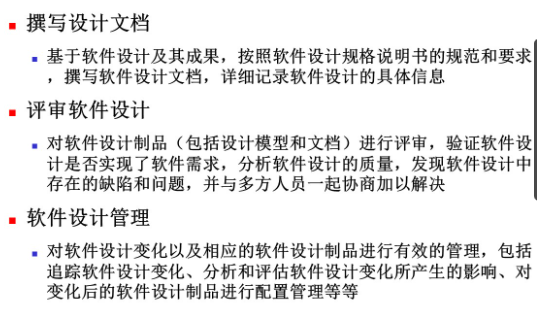 撰写设计文档
基于软件设计及其成果，按照软件设计规格说明书的规范和要求
，撰写软件设计文档，详细记录软件设计的具体信息
评审软件设计
对软件设计制品（包括设计模型和文档）进行评审，验证软件设
计是否实现了软件需求，分析软件设计的质量，发现软件设计中
存在的缺陷和问题，并与多方人员一起协商加以解决
软件设计管理
对软件设计变化以及相应的软件设计制品进行有效的管理，包括
追踪软件设计变化、分析和评估软件设计变化所产生的影响、对
变化后的软件设计制品进行配置管理等等